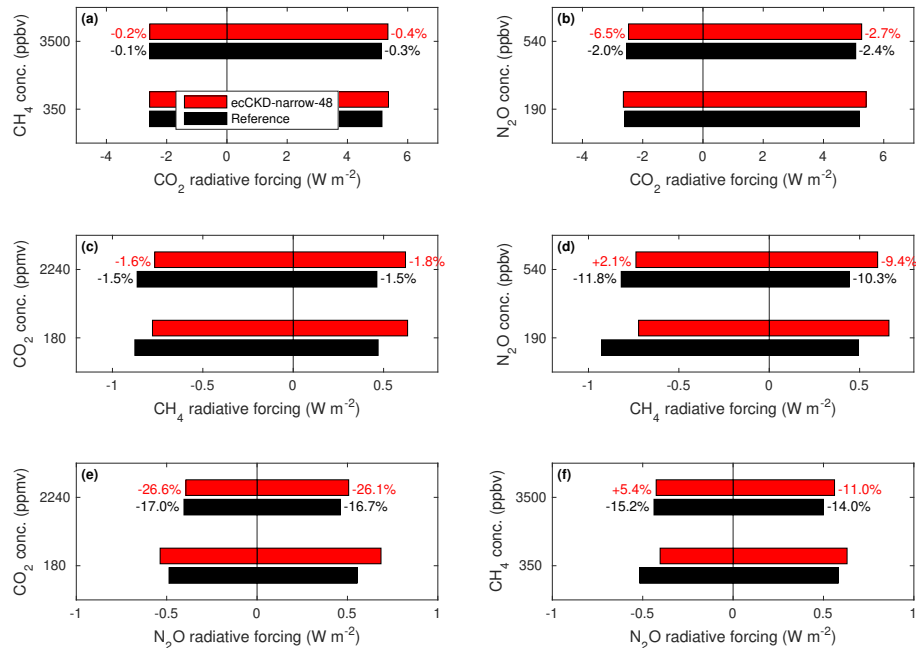 (a)
CH4 conc. (ppbv)
3500
350
-0.2%
-0.4%
-0.1%
-0.3%
ecCKD-narrow-48
Reference
-4 -2 0 2 4 6
CO2 radiative forcing (W m-2)
(b)
N2O conc. (ppbv)
540
190
-6.5%
-2.7%
-2.0%
-2.4%
-4 -2 0 2 4 6
CO2 radiative forcing (W m-2)
(c)
CO2 conc. (ppmv)
2240
180
-1.6%
-1.8%
-1.5%
-1.5%
-1 -0.5 0 0.5
CH4 radiative forcing (W m-2)
(d)
N2O conc. (ppbv)
540
190
+2.1%
-9.4%
-11.8%
-10.3%
-1 -0.5 0 0.5
CH4 radiative forcing (W m-2)
(e)
CO2 conc. (ppmv)
2240
180
-26.6%
-26.1%
-17.0%
-16.7%
-1 -0.5 0 0.5 1
N2O radiative forcing (W m-2)
(f)
CH4 conc. (ppbv)
3500
350
+5.4%
-11.0%
-15.2%
-14.0%
-1 -0.5 0 0.5 1
N2O radiative forcing (W m-2)